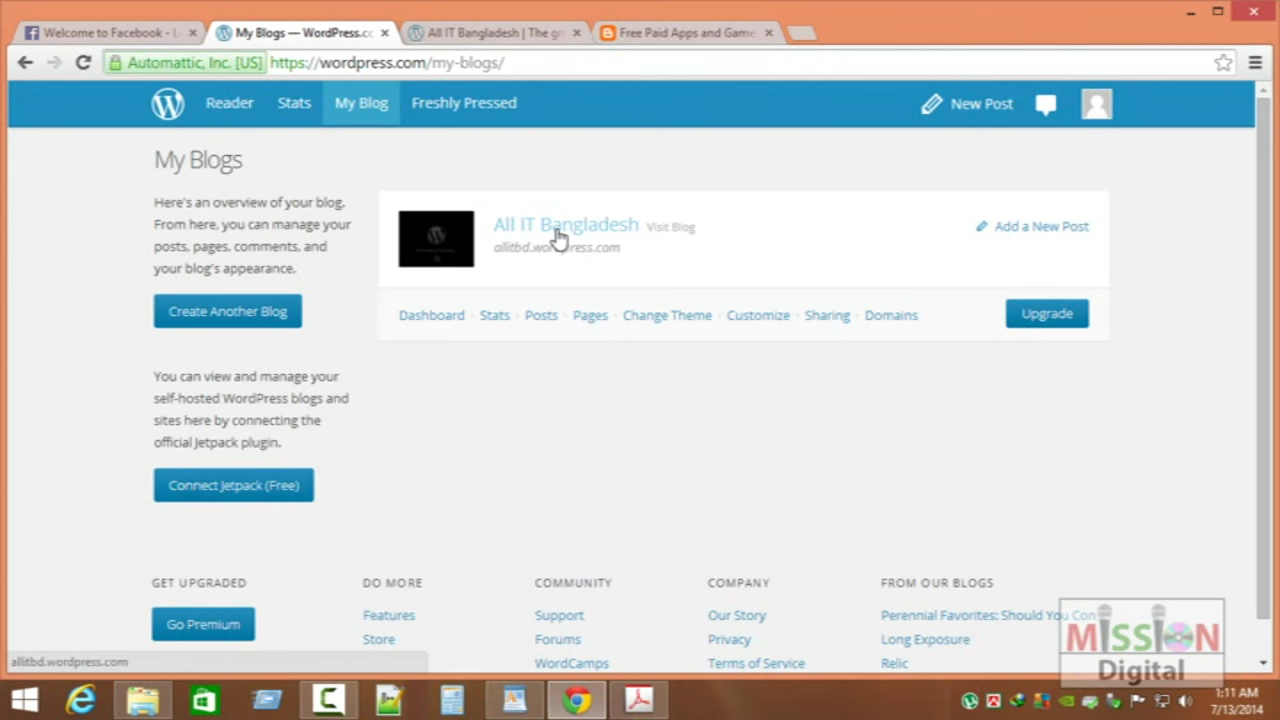 Welcome to Facebook - L
My Blogs — WordPress.cc
All IT Bangladesh | The gr
Free Paid Apps and Game
Automattic, Inc. [US] https://wordpress.com/my-blogs/
Reader Stats My Blog Freshly Pressed New Post
My Blogs
Here's an overview of your blog.
From here, you can manage your
posts, pages, comments, and
your blog's appearance.
Create Another Blog
All IT Bangladesh Visit Blog
allitbd.wordpress.com
Add a New Post
Dashboard · Stats · Posts · Pages · Change Theme · Customize · Sharing · Domains
Upgrade
You can view and manage your
self-hosted WordPress blogs and
sites here by connecting the
official Jetpack plugin.
Connect Jetpack (Free)
GET UPGRADED
Go Premium
DO MORE
Features
Store
COMMUNITY
Support
Forums
WordCamps
COMPANY
Our Story
Privacy
Terms of Service
FROM OUR BLOGS
Perennial Favorites: Should You Con
Long Exposure
Relic
allitbd.wordpress.com
MISSION
Digital
1:11 AM
7/13/2014